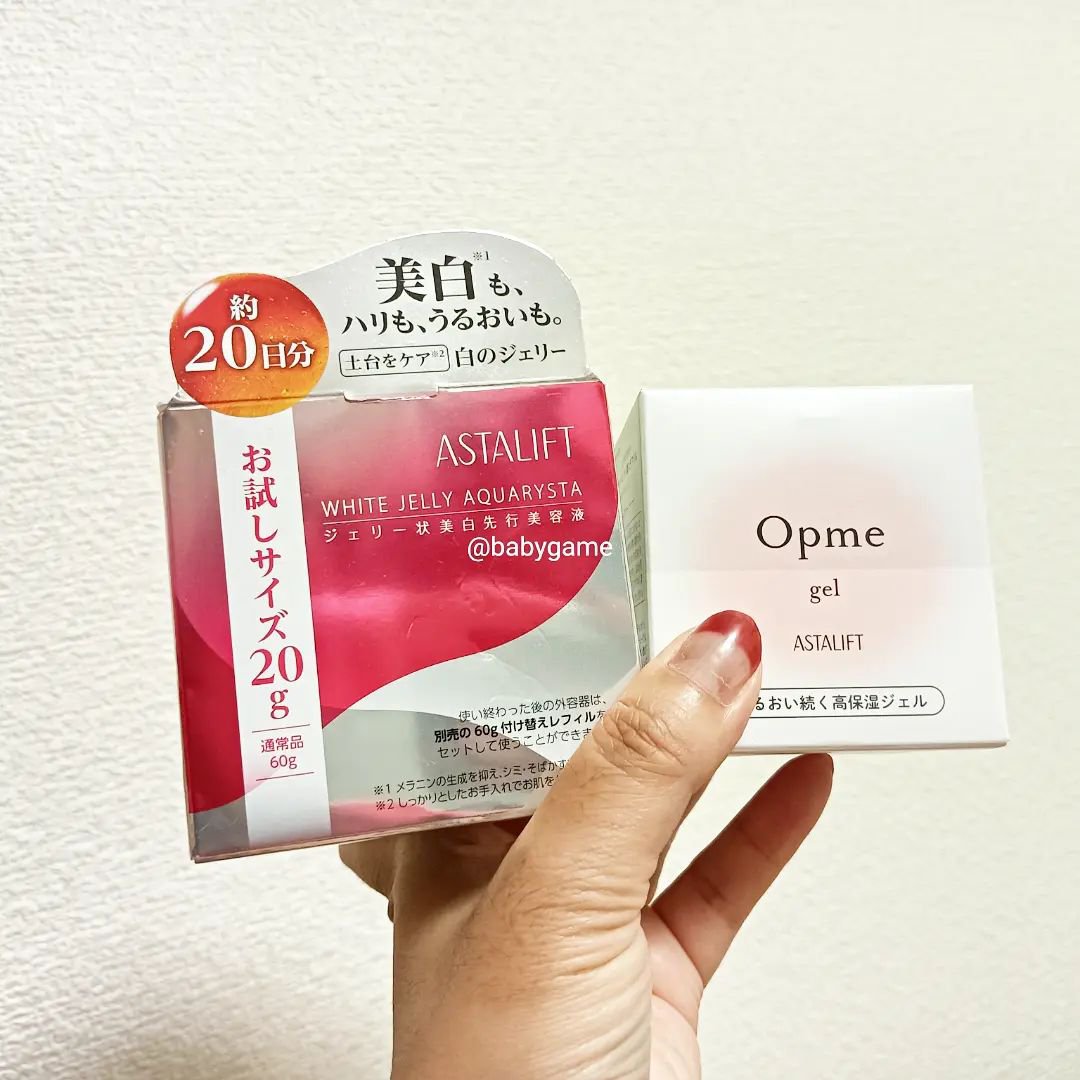 約
20日分
美白※1も、
ハリも、うるおいも。
土台をケア※2 白のジェリー
お試しサイズ20g
通常品
60g
ASTALIFT
WHITE JELLY AQUARYSTA
ジェリー状美白先行美容液
@babygame
使い終わった後の外容器は、
別売の60g付け替えレフィルを
セットして使うことができま
※1 メラニンの生成を抑え、シミ・そばかす
※2 しっかりとしたお手入れでお肌を
Opme
gel
ASTALIFT
るおい続く高保湿ジェル